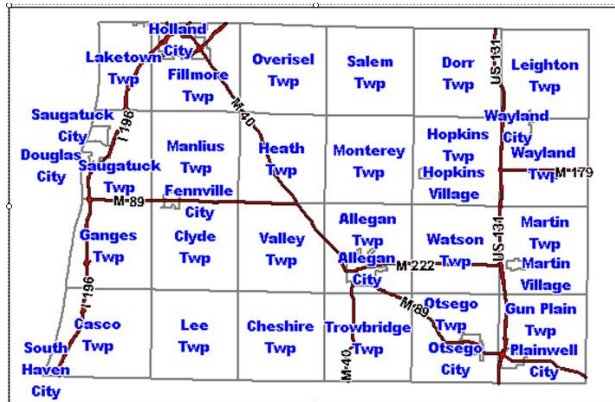 Holland
City
Laketown
Twp
Fillmore
Twp
Overisel
Twp
Salem
Twp
Dorr
Twp
US-131
Leighton
Twp
I 196
M 40
Saugatuck
City
Douglas
City
Saugatuck
Twp
Manlius
Twp
Fennville
City
Heath
Twp
Monterey
Twp
Hopkins
Twp
Hopkins
Village
Wayland
City
Wayland
Twp
M 179
M 89
Ganges
Twp
Clyde
Twp
Valley
Twp
Allegan
Twp
Allegan
City
M 222
Watson
Twp
US-131
Martin
Twp
Martin
Village
I 196
Casco
Twp
South
Haven
City
Lee
Twp
Cheshire
Twp
Trowbridge
Twp
M 40
M 89
Otsego
Twp
Otsego
City
Gun Plain
Twp
Plainwell
City